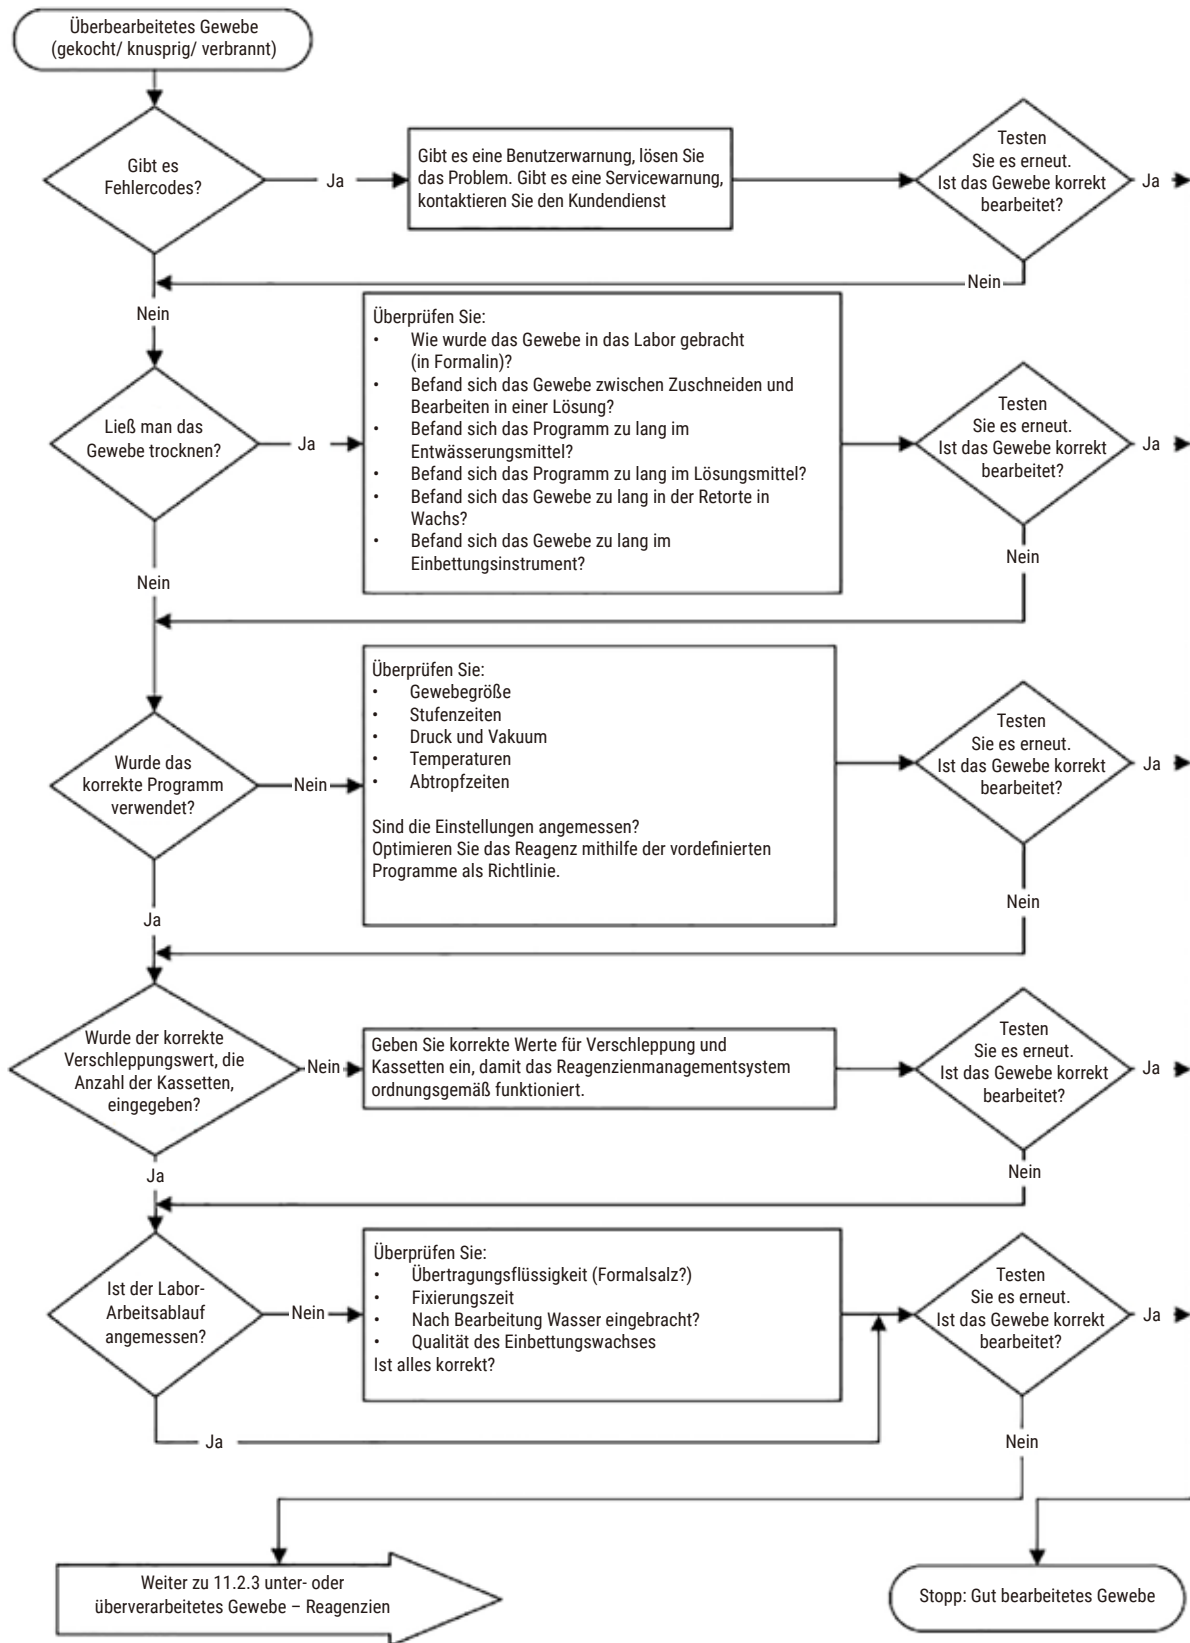 Überbearbeitetes Gewebe
(gekocht/ knusprig/ verbrannt)
Gibt es
Fehlercodes?
Ja
Gibt es eine Benutzerwarnung, lösen Sie
das Problem. Gibt es eine Servicewarnung,
kontaktieren Sie den Kundendienst
Testen
Sie es erneut.
Ist das Gewebe korrekt
bearbeitet?
Ja
Nein
Nein
Ließ man das
Gewebe trocknen?
Ja
Überprüfen Sie:
• Wie wurde das Gewebe in das Labor gebracht
(in Formalin)?
• Befand sich das Gewebe zwischen Zuschneiden und
Bearbeiten in einer Lösung?
• Befand sich das Programm zu lang im
Entwässerungsmittel?
• Befand sich das Programm zu lang im Lösungsmittel?
• Befand sich das Gewebe zu lang in der Retorte in
Wachs?
• Befand sich das Gewebe zu lang im
Einbettungsinstrument?
Testen
Sie es erneut.
Ist das Gewebe korrekt
bearbeitet?
Ja
Nein
Nein
Wurde das
korrekte Programm
verwendet?
Nein
Überprüfen Sie:
• Gewebegröße
• Stufenzeiten
• Druck und Vakuum
• Temperaturen
• Abtropfzeiten
Sind die Einstellungen angemessen?
Optimieren Sie das Reagenz mithilfe der vordefinierten
Programme als Richtlinie.
Testen
Sie es erneut.
Ist das Gewebe korrekt
bearbeitet?
Ja
Nein
Ja
Wurde der korrekte
Verschleppungswert, die
Anzahl der Kassetten,
eingegeben?
Nein
Geben Sie korrekte Werte für Verschleppung und
Kassetten ein, damit das Reagenzienmanagementsystem
ordnungsgemäß funktioniert.
Testen
Sie es erneut.
Ist das Gewebe korrekt
bearbeitet?
Ja
Nein
Ja
Ist der Labor-
Arbeitsablauf
angemessen?
Nein
Überprüfen Sie:
• Übertragungsflüssigkeit (Formalsalz?)
• Fixierungszeit
• Nach Bearbeitung Wasser eingebracht?
• Qualität des Einbettungswachses
Ist alles korrekt?
Testen
Sie es erneut.
Ist das Gewebe korrekt
bearbeitet?
Ja
Ja
Nein
Weiter zu 11.2.3 unter- oder
überverarbeitetes Gewebe – Reagenzien
Stopp: Gut bearbeitetes Gewebe